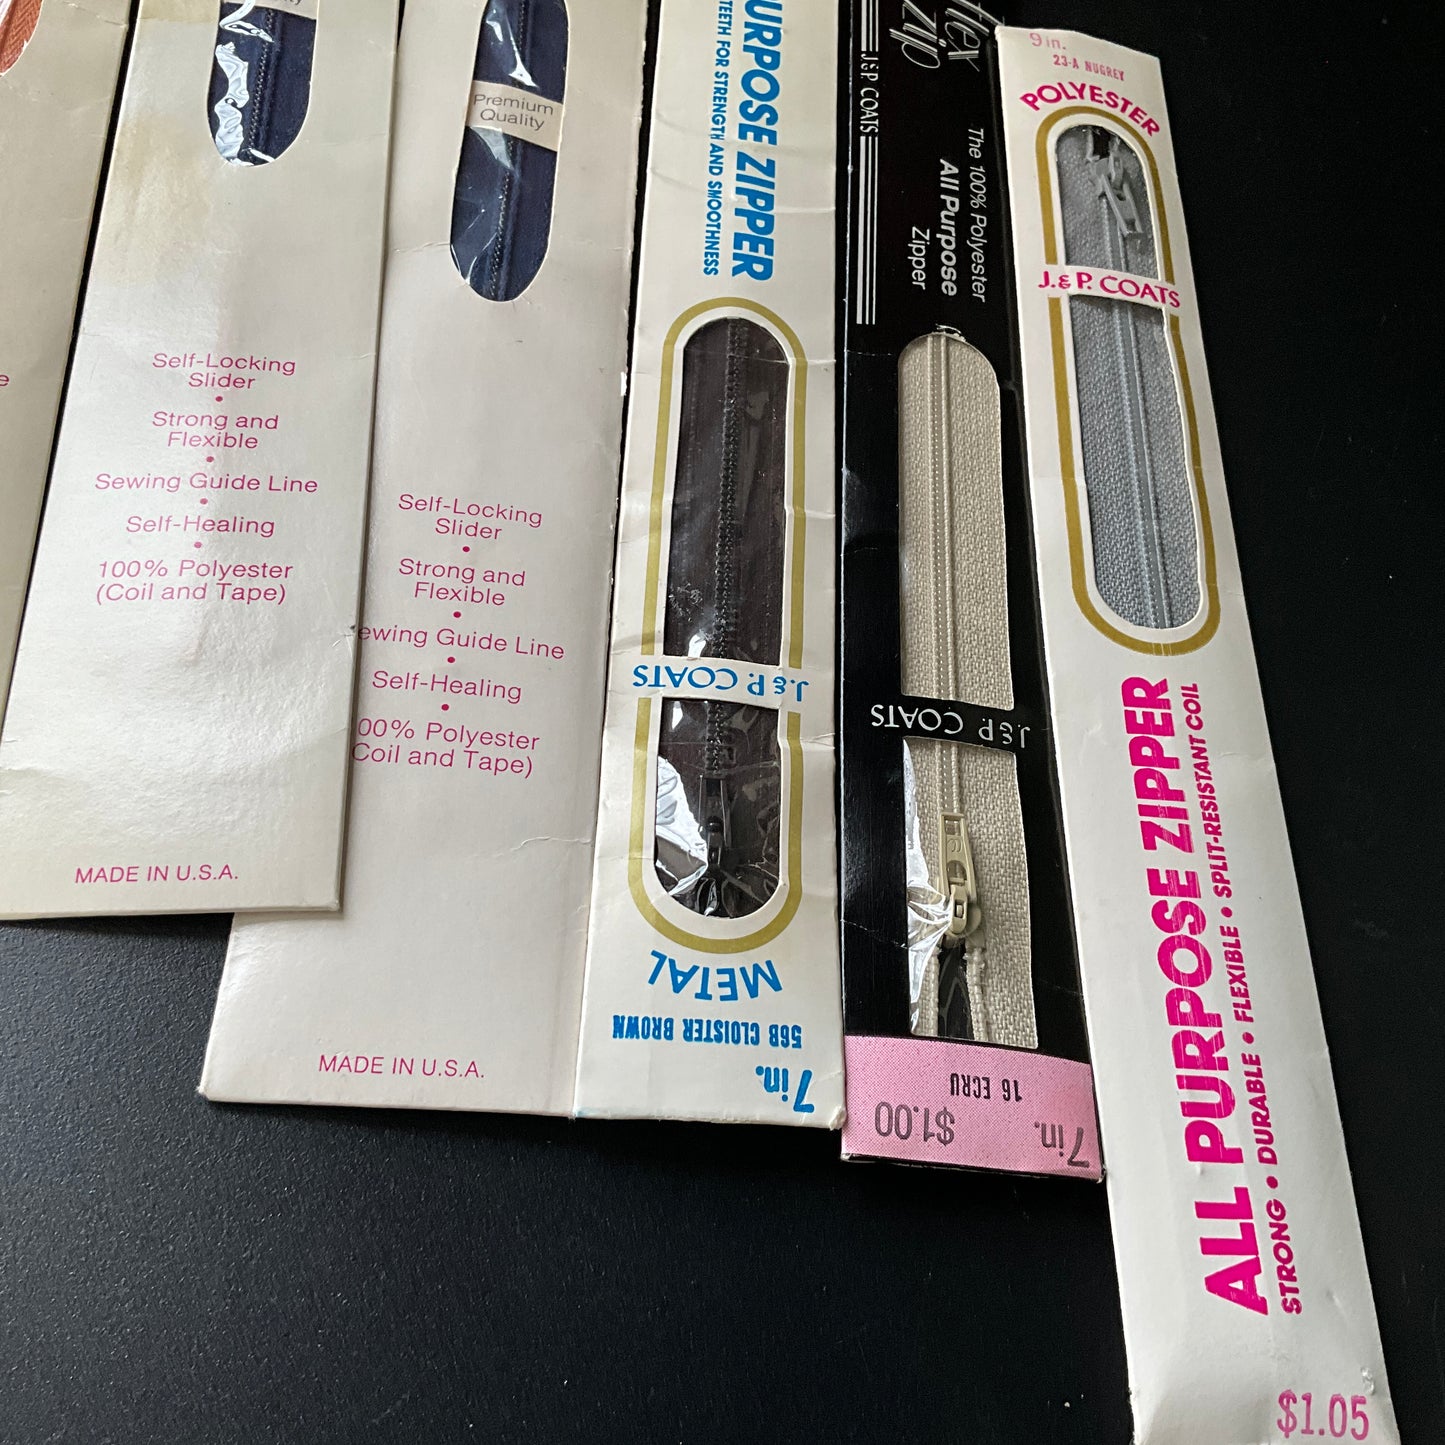 Self-Locking
Slider
•
Strong and
Flexible
•
Sewing Guide Line
•
Self-Healing
•
100% Polyester
(Coil and Tape)
MADE IN U.S.A.
Premium
Quality
Self-Locking
Slider
•
Strong and
Flexible
•
ewing Guide Line
•
Self-Healing
•
00% Polyester
Coil and Tape)
MADE IN U.S.A.
URPOSE ZIPPER
TEETH FOR STRENGTH AND SMOOTHNESS
J.&P. COATS
METAL
56B CLOISTER BROWN
7 in.
flex
zip
J.&P. COATS
The 100% Polyester
All Purpose
Zipper
J.&P. COATS
16 ECRU
7 in. $1.00
9 in.
23-A NUGREY
POLYESTER
J.&P. COATS
ALL PURPOSE ZIPPER
STRONG • DURABLE • FLEXIBLE • SPLIT-RESISTANT COIL
$1.05